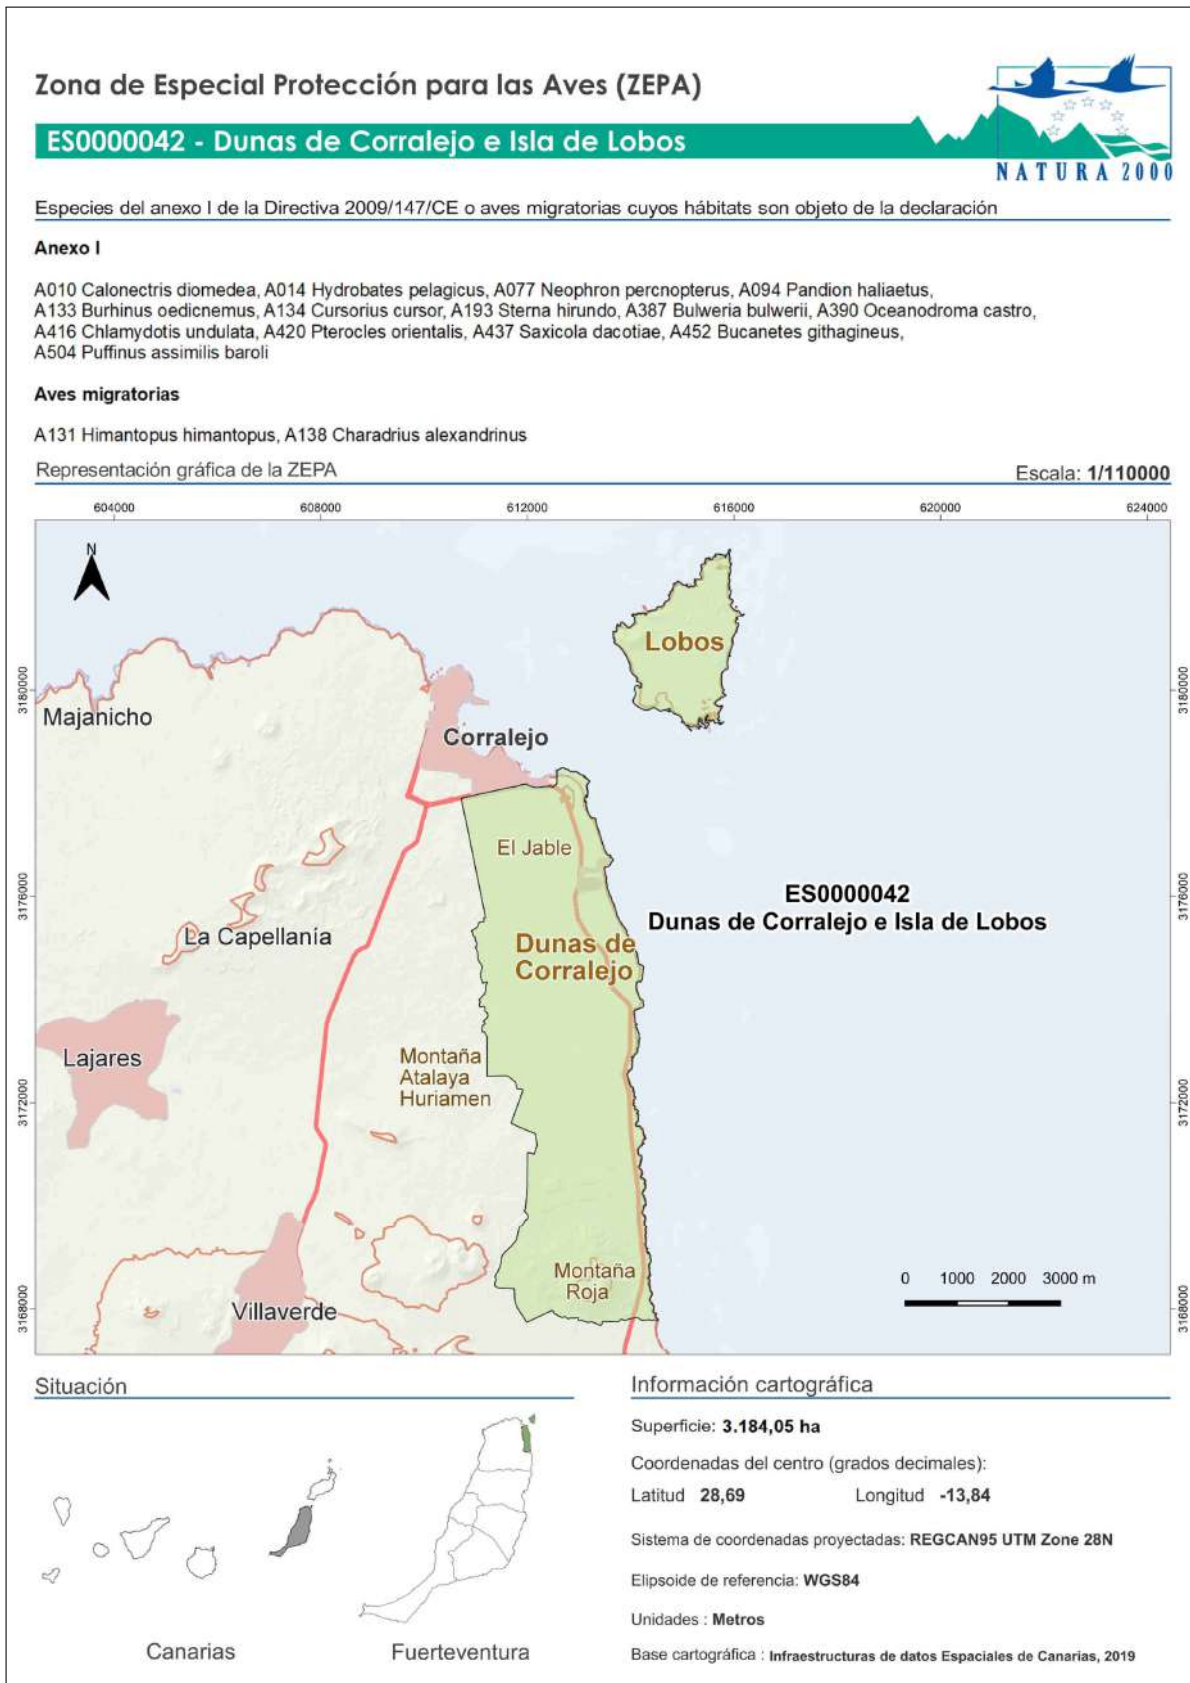 Zona de Especial Protección para las Aves (ZEPA)
ES0000042 - Dunas de Corralejo e Isla de Lobos
NATURA 2000
Especies del anexo I de la Directiva 2009/147/CE o aves migratorias cuyos hábitats son objeto de la declaración
Anexo I
A010 Calonectris diomedea, A014 Hydrobates pelagicus, A077 Neophron percnopterus, A094 Pandion haliaetus,
A133 Burhinus oedicnemus, A134 Cursorius cursor, A193 Sterna hirundo, A387 Bulweria bulwerii, A390 Oceanodroma castro,
A416 Chlamydotis undulata, A420 Pterocles orientalis, A437 Saxicola dacotiae, A452 Bucanetes githagineus,
A504 Puffinus assimilis baroli
Aves migratorias
A131 Himantopus himantopus, A138 Charadrius alexandrinus
Representación gráfica de la ZEPA
Escala: 1/110000
604000 608000 612000 616000 620000 624000
N
Lobos
3180000 3180000
Majanicho
Corralejo
El Jable
3176000 3176000
ES0000042
Dunas de Corralejo e Isla de Lobos
La Capellanía
Dunas de
Corralejo
Lajares
Montaña
Atalaya
Huriamen
3172000 3172000
Montaña
Roja
0 1000 2000 3000 m
Villaverde
3168000 3168000
Situación
Canarias
Fuerteventura
Información cartográfica
Superficie: 3.184,05 ha
Coordenadas del centro (grados decimales):
Latitud 28,69 Longitud -13,84
Sistema de coordenadas proyectadas: REGCAN95 UTM Zone 28N
Elipsoide de referencia: WGS84
Unidades : Metros
Base cartográfica : Infraestructuras de datos Espaciales de Canarias, 2019